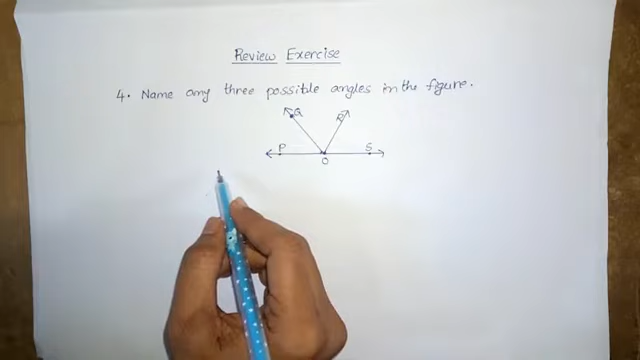 Review Exercise
4. Name any three possible angles in the figure.
Q R
P S
O